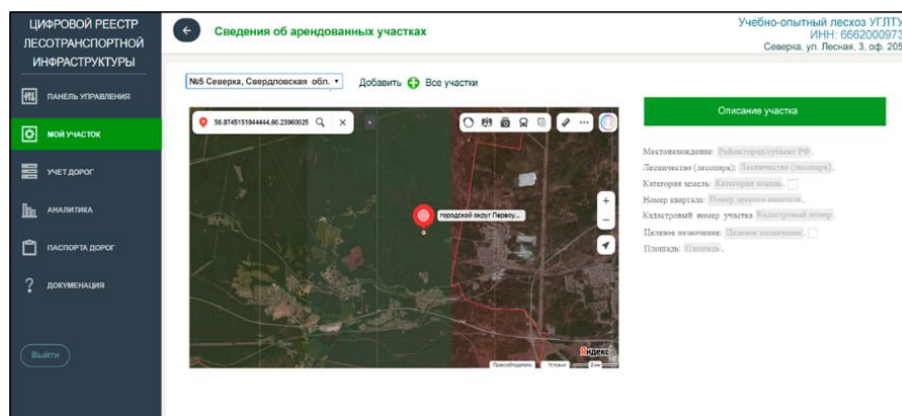 ЦИФРОВОЙ РЕЕСТР
ЛЕСОТРАНСПОРТНОЙ
ИНФРАСТРУКТУРЫ
ПАНЕЛЬ УПРАВЛЕНИЯ
МОЙ УЧАСТОК
УЧЕТ ДОРОГ
АНАЛИТИКА
ПАСПОРТА ДОРОГ
? ДОКУМЕНАЦИЯ
Выйти
Сведения об арендованных участках
Учебно-опытный лесхоз УГЛТУ
ИНН: 6662000973
Северка, ул. Лесная, 3, оф. 205
№5 Северка, Свердловская обл.
Добавить
Все участки
56.8745151944444,60.23960025
городской округ Первоу...
+
−
Яндекс
Правообладатели
Условия
2 км
Описание участка
Местонахождение: Район/город/субъект РФ.
Лесничество (лесопарк): Лесничество (лесопарк).
Категория земель: Категория земель.
Номер квартала: Номер лесного квартала.
Кадастровый номер участка Кадастровый номер.
Целевое назначение: Целевое назначение.
Площадь: Площадь.